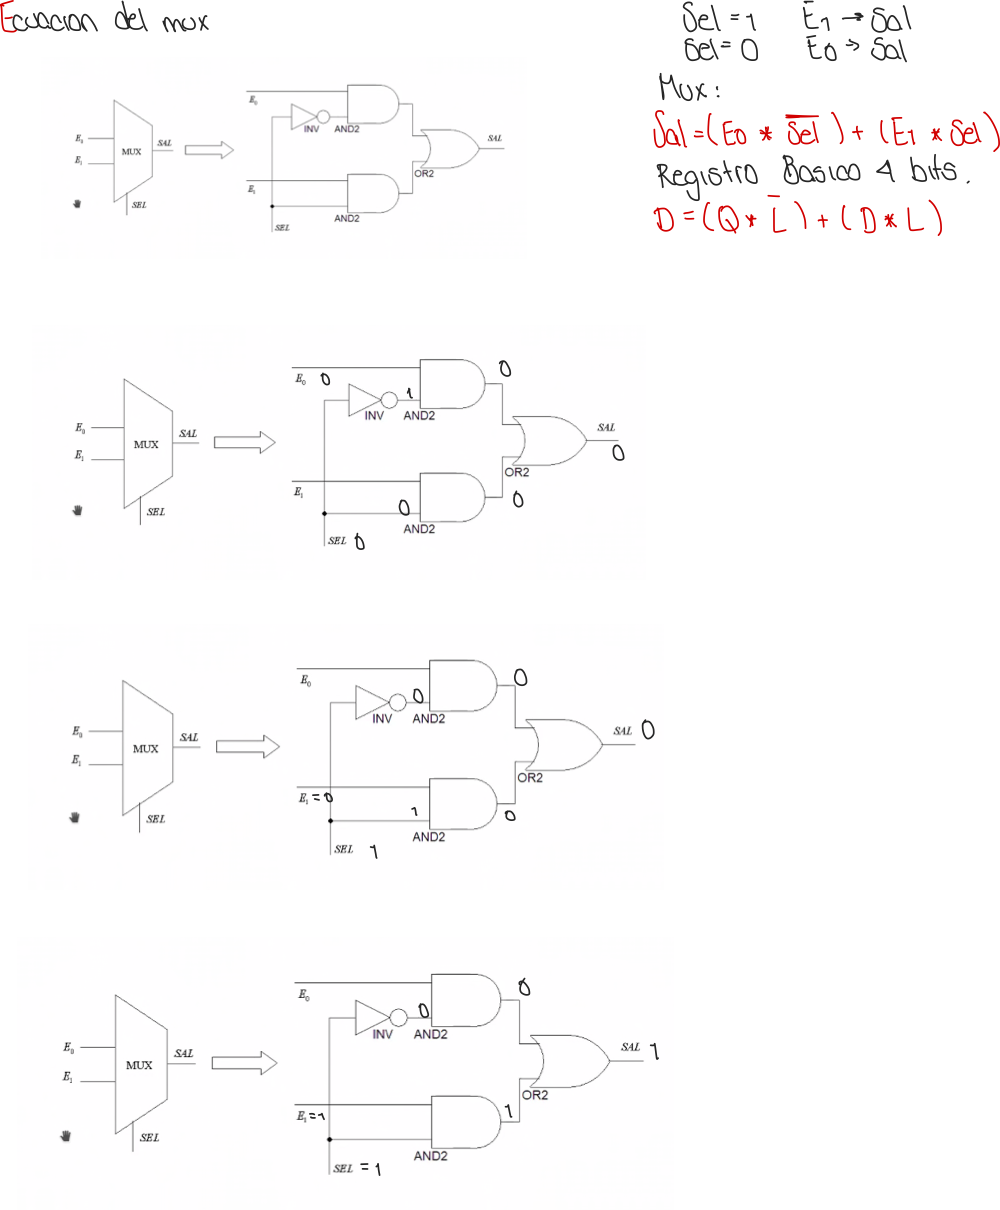 Ecuacion del mux
Sel = 1 E1 → Sal
Sel = 0 E0 → Sal
Mux:
Sal = (E0 * S̅e̅l̅) + (E1 * Sel)
Registro Basico 4 bits.
D = (Q * L̅) + (D * L)
E0
E1
MUX
SAL
SEL
E0
INV
AND2
E1
AND2
SEL
OR2
SAL
E0
E1
MUX
SAL
SEL
E0 0
1
INV
AND2
0
E1
0
AND2
0
SEL 0
OR2
SAL
0
E0
E1
MUX
SAL
SEL
E0
0
INV
AND2
0
E1 = 0
1
AND2
0
SEL 1
OR2
SAL 0
E0
E1
MUX
SAL
SEL
E0
0
INV
AND2
0
E1 = 1
AND2
1
SEL = 1
OR2
SAL 1